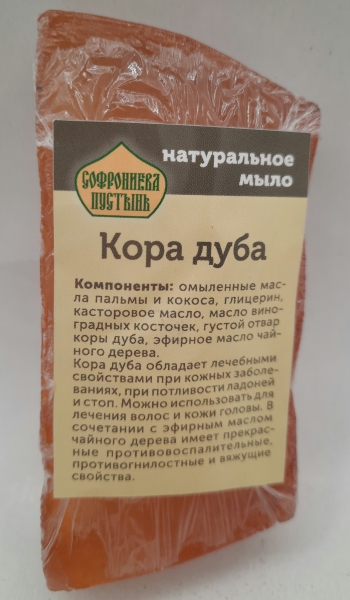 СОФРОНИЕВА
ПУСТЫНЬ
натуральное
мыло
Кора дуба
Компоненты: омыленные мас-
ла пальмы и кокоса, глицерин,
касторовое масло, масло вино-
градных косточек, густой отвар
коры дуба, эфирное масло чай-
ного дерева.
Кора дуба обладает лечебными
свойствами при кожных заболе-
ваниях, при потливости ладоней
и стоп. Можно использовать для
лечения волос и кожи головы. В
сочетании с эфирным маслом
чайного дерева имеет прекрас-
ные противовоспалительные,
противогнилостные и вяжущие
свойства.